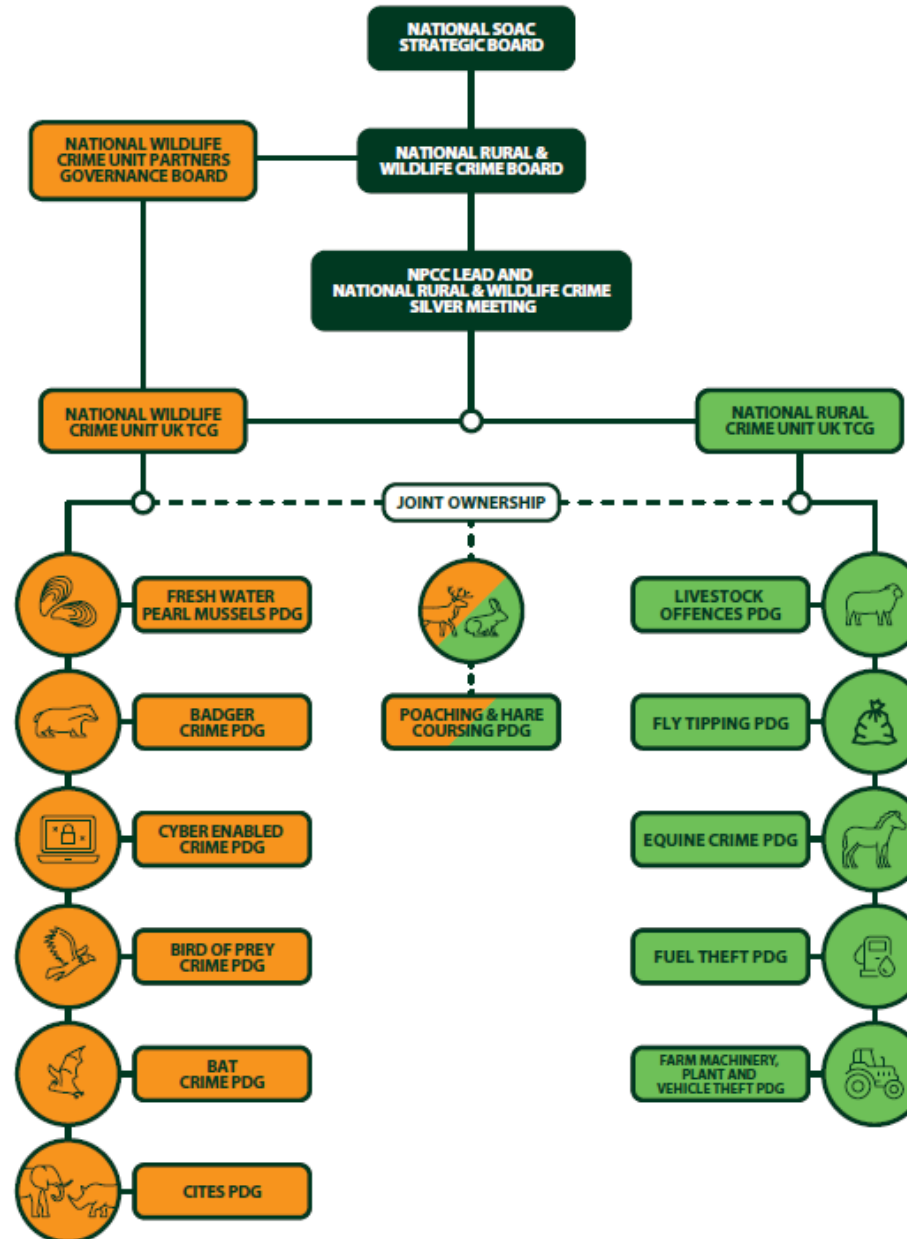 NATIONAL SOAC
STRATEGIC BOARD
NATIONAL WILDLIFE
CRIME UNIT PARTNERS
GOVERNANCE BOARD
NATIONAL RURAL &
WILDLIFE CRIME BOARD
NPCC LEAD AND
NATIONAL RURAL & WILDLIFE CRIME
SILVER MEETING
NATIONAL WILDLIFE
CRIME UNIT UK TCG
NATIONAL RURAL
CRIME UNIT UK TCG
JOINT OWNERSHIP
FRESH WATER
PEARL MUSSELS PDG
BADGER
CRIME PDG
CYBER ENABLED
CRIME PDG
BIRD OF PREY
CRIME PDG
BAT
CRIME PDG
CITES PDG
POACHING & HARE
COURSING PDG
LIVESTOCK
OFFENCES PDG
FLY TIPPING PDG
EQUINE CRIME PDG
FUEL THEFT PDG
FARM MACHINERY,
PLANT AND
VEHICLE THEFT PDG